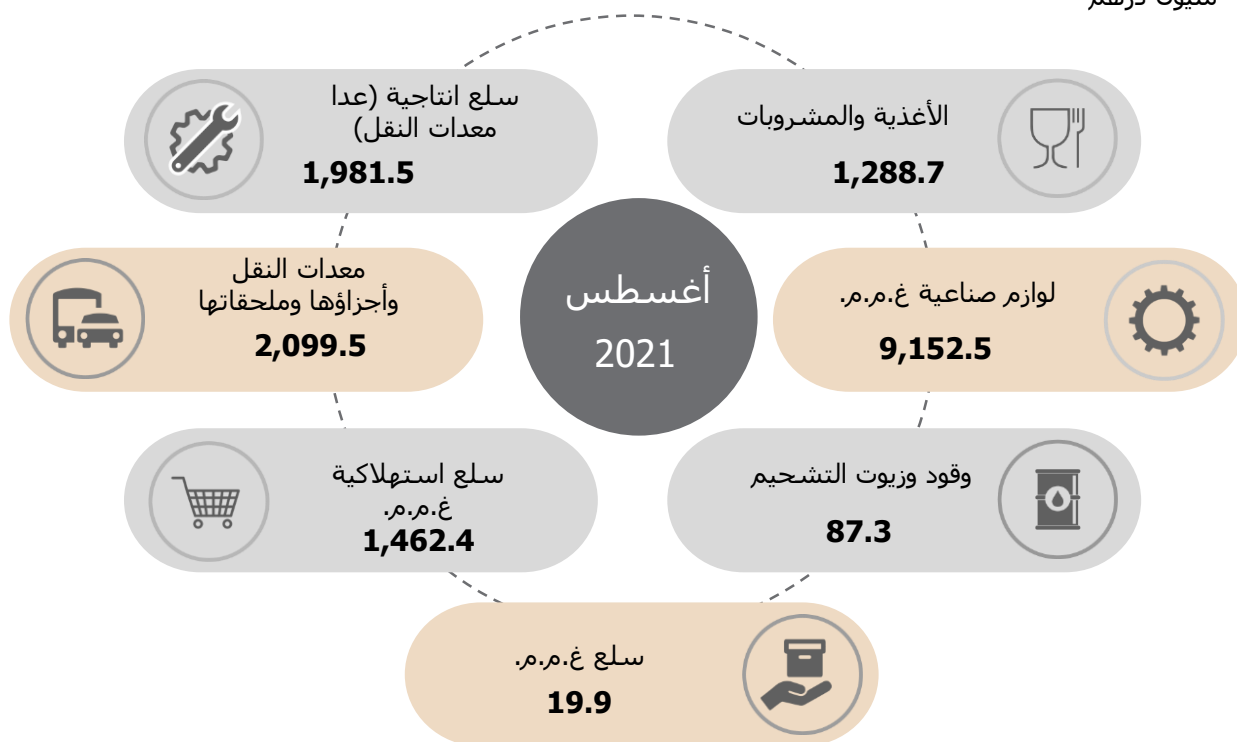 مليون درهم
الأغذية والمشروبات
1,288.7
سلع انتاجية (عدا
معدات النقل)
1,981.5
لوازم صناعية غ.م.م.
9,152.5
أغسطس
2021
معدات النقل
وأجزاؤها وملحقاتها
2,099.5
وقود وزيوت التشحيم
87.3
سلع استهلاكية
غ.م.م.
1,462.4
سلع غ.م.م.
19.9